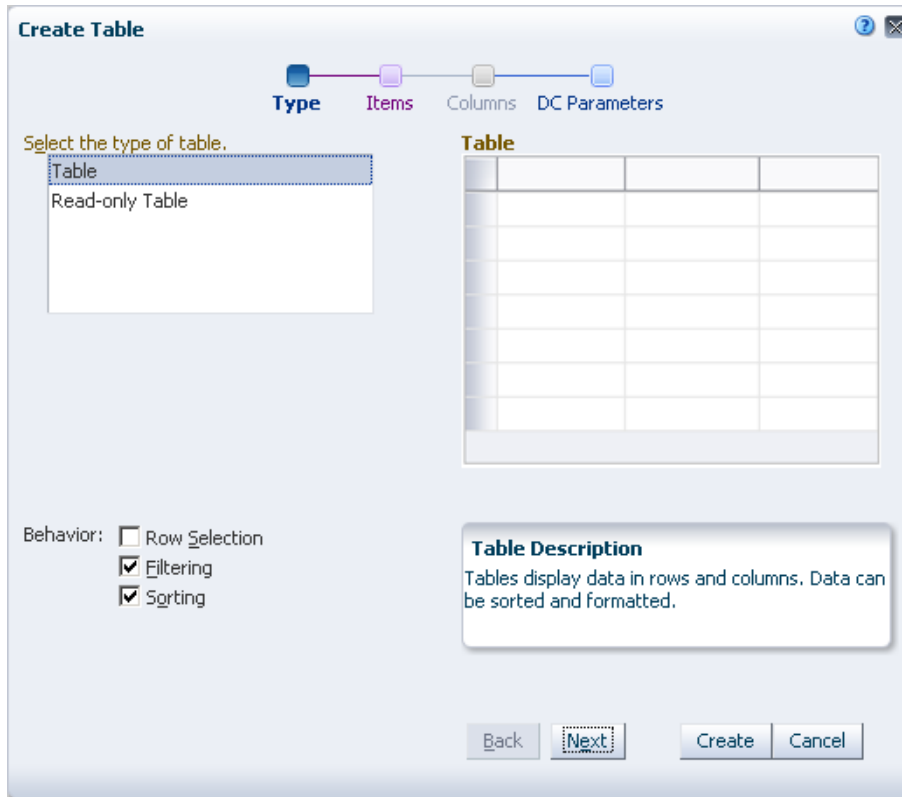 Create Table
Type Items Columns DC Parameters
Select the type of table.
Table
Read-only Table
Table
Behavior: Row Selection
Filtering
Sorting
Table Description
Tables display data in rows and columns. Data can
be sorted and formatted.
Back Next Create Cancel